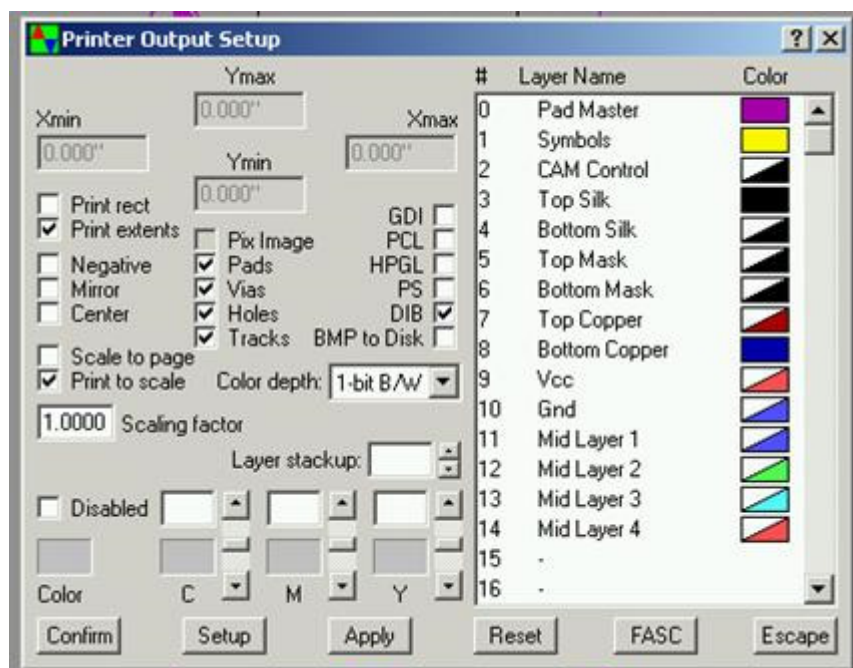 Printer Output Setup
? X
Ymax
0.000"
Xmin
0.000"
Xmax
0.000"
Ymin
0.000"
Print rect
Print extents
Negative
Mirror
Center
Scale to page
Print to scale
Pix Image
Pads
Vias
Holes
Tracks
GDI
PCL
HPGL
PS
DIB
BMP to Disk
Color depth: 1-bit B/W
1.0000 Scaling factor
Layer stackup:
Disabled
Color C M Y
# Layer Name Color
0 Pad Master
1 Symbols
2 CAM Control
3 Top Silk
4 Bottom Silk
5 Top Mask
6 Bottom Mask
7 Top Copper
8 Bottom Copper
9 Vcc
10 Gnd
11 Mid Layer 1
12 Mid Layer 2
13 Mid Layer 3
14 Mid Layer 4
15 -
16 -
Confirm Setup Apply Reset FASC Escape